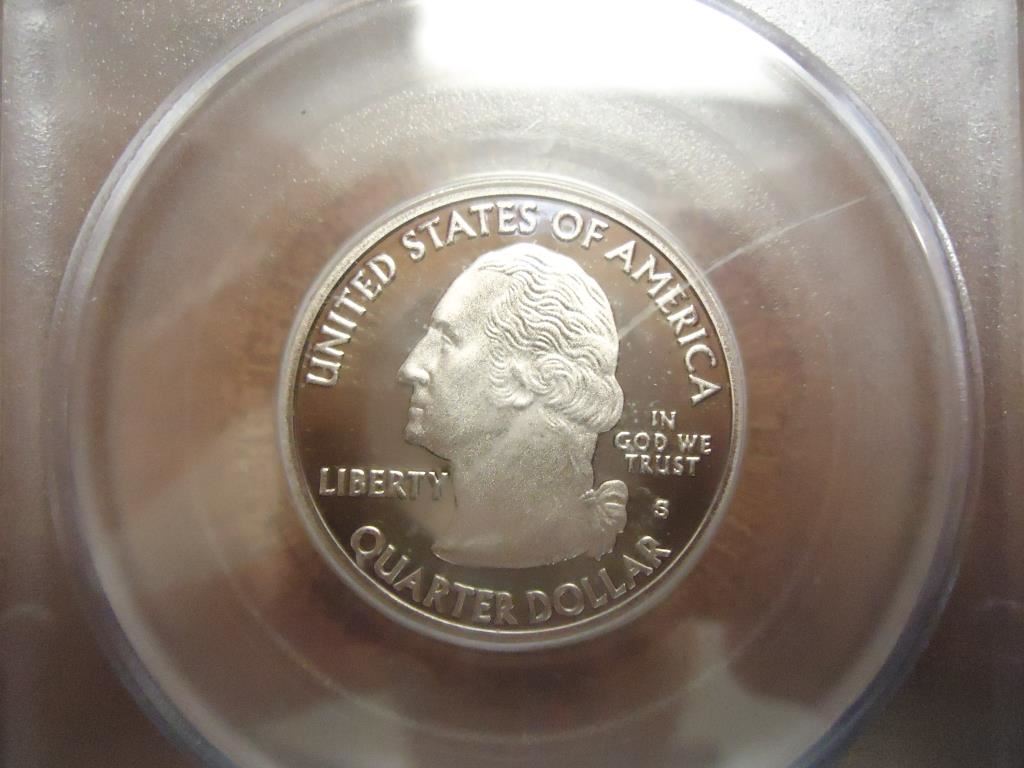 UNITED STATES OF AMERICA
IN
GOD WE
TRUST
LIBERTY
S
QUARTER DOLLAR